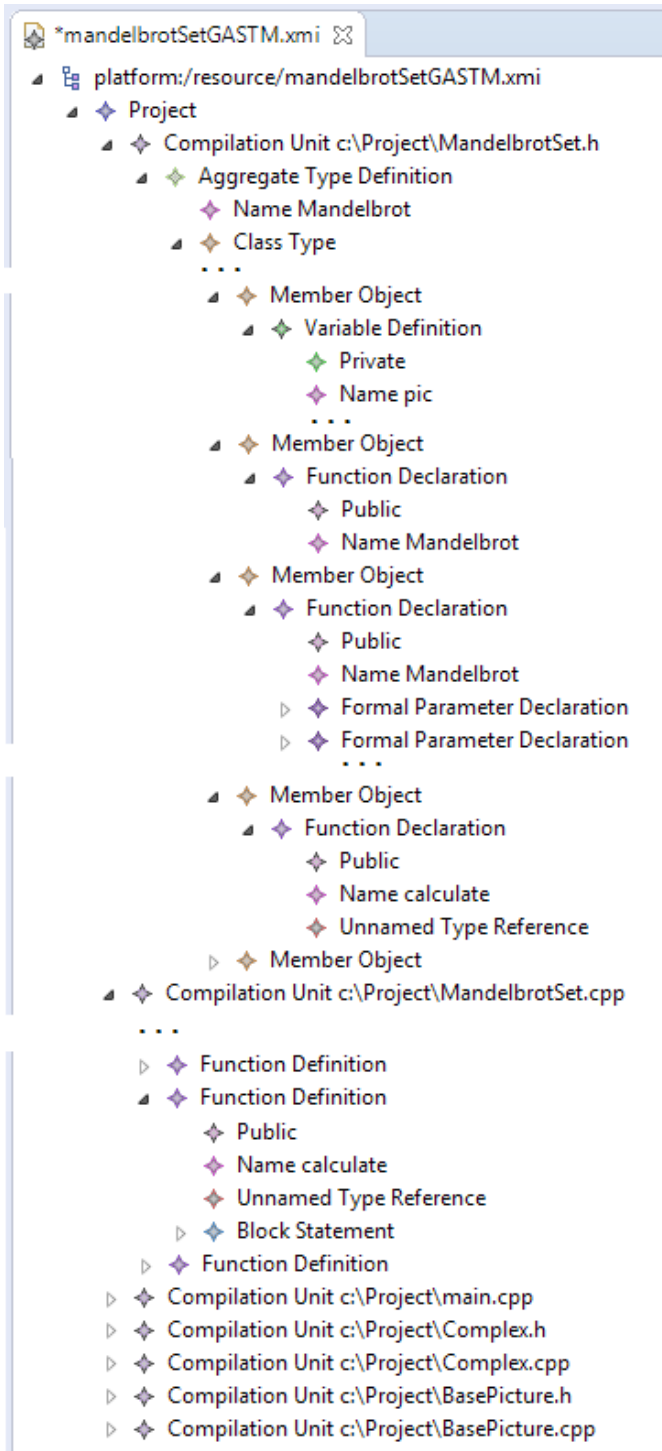 *mandelbrotSetGASTM.xmi
platform:/resource/mandelbrotSetGASTM.xmi
Project
Compilation Unit c:\Project\MandelbrotSet.h
Aggregate Type Definition
Name Mandelbrot
Class Type
...
Member Object
Variable Definition
Private
Name pic
...
Member Object
Function Declaration
Public
Name Mandelbrot
Member Object
Function Declaration
Public
Name Mandelbrot
Formal Parameter Declaration
Formal Parameter Declaration
...
Member Object
Function Declaration
Public
Name calculate
Unnamed Type Reference
Member Object
Compilation Unit c:\Project\MandelbrotSet.cpp
...
Function Definition
Function Definition
Public
Name calculate
Unnamed Type Reference
Block Statement
Function Definition
Compilation Unit c:\Project\main.cpp
Compilation Unit c:\Project\Complex.h
Compilation Unit c:\Project\Complex.cpp
Compilation Unit c:\Project\BasePicture.h
Compilation Unit c:\Project\BasePicture.cpp